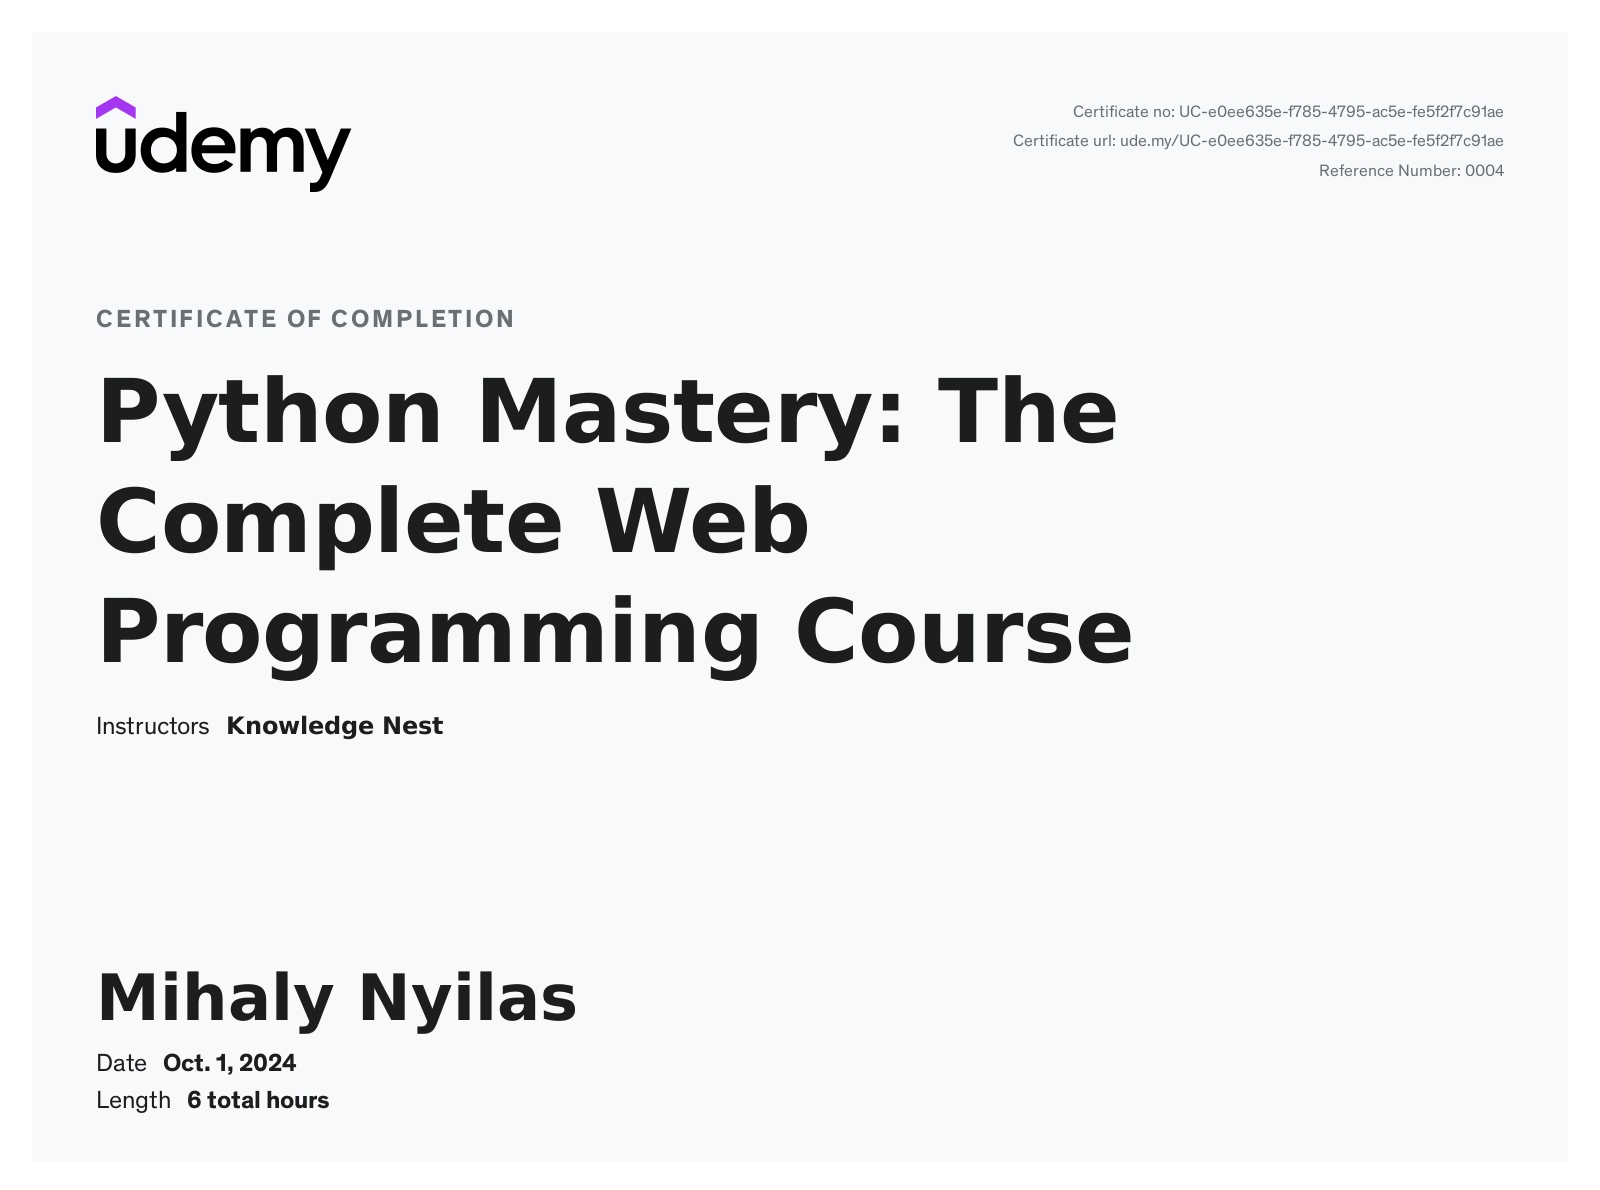 udemy
Certificate no: UC-e0ee635e-f785-4795-ac5e-fe5f2f7c91ae
Certificate url: ude.my/UC-e0ee635e-f785-4795-ac5e-fe5f2f7c91ae
Reference Number: 0004
CERTIFICATE OF COMPLETION
Python Mastery: The
Complete Web
Programming Course
Instructors Knowledge Nest
Mihaly Nyilas
Date Oct. 1, 2024
Length 6 total hours